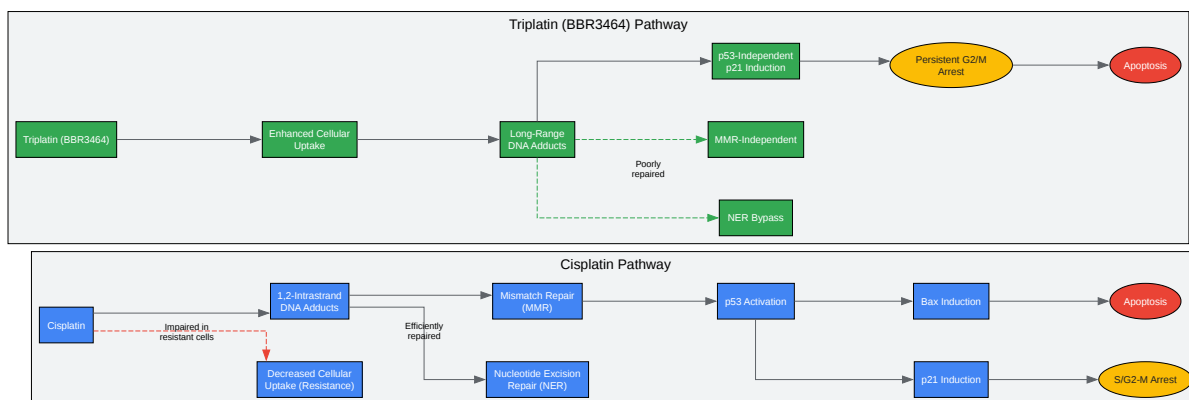 Triplatin (BBR3464) Pathway
p53-Independent
p21 Induction
Persistent G2/M
Arrest
Apoptosis
Triplatin (BBR3464)
Enhanced Cellular
Uptake
Long-Range
DNA Adducts
MMR-Independent
Poorly
repaired
NER Bypass
Cisplatin Pathway
Cisplatin
1,2-Intrastrand
DNA Adducts
Mismatch Repair
(MMR)
p53 Activation
Bax Induction
Apoptosis
Impaired in
resistant cells
Efficiently
repaired
Decreased Cellular
Uptake (Resistance)
Nucleotide Excision
Repair (NER)
p21 Induction
S/G2-M Arrest